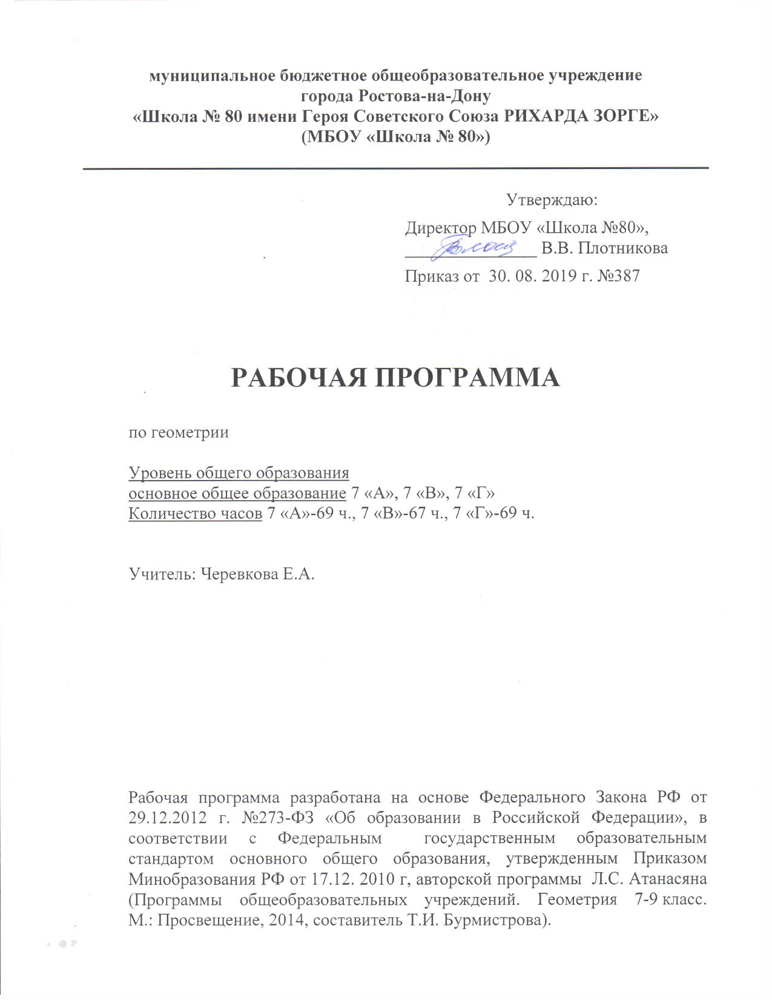 муниципальное бюджетное общеобразовательное учреждение
города Ростова-на-Дону
«Школа № 80 имени Героя Советского Союза РИХАРДА ЗОРГЕ»
(МБОУ «Школа № 80»)
Утверждаю:
Директор МБОУ «Школа №80»,
_______________ В.В. Плотникова
Приказ от 30. 08. 2019 г. №387
РАБОЧАЯ ПРОГРАММА
по геометрии
Уровень общего образования
основное общее образование 7 «А», 7 «В», 7 «Г»
Количество часов 7 «А»-69 ч., 7 «В»-67 ч., 7 «Г»-69 ч.
Учитель: Черевкова Е.А.
Рабочая программа разработана на основе Федерального Закона РФ от
29.12.2012 г. №273-ФЗ «Об образовании в Российской Федерации», в
соответствии с Федеральным государственным образовательным
стандартом основного общего образования, утвержденным Приказом
Минобразования РФ от 17.12. 2010 г, авторской программы Л.С. Атанасяна
(Программы общеобразовательных учреждений. Геометрия 7-9 класс.
М.: Просвещение, 2014, составитель Т.И. Бурмистрова).